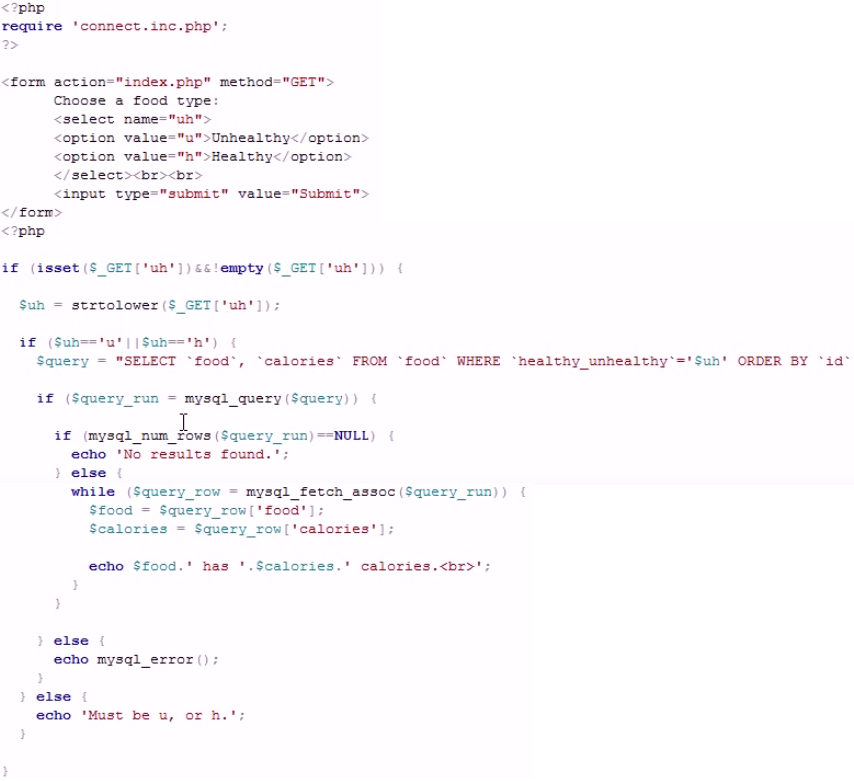 <?php
require 'connect.inc.php';
?>
<form action="index.php" method="GET">
Choose a food type:
<select name="uh">
<option value="u">Unhealthy</option>
<option value="h">Healthy</option>
</select><br><br>
<input type="submit" value="Submit">
</form>
<?php
if (isset($_GET['uh'])&&!empty($_GET['uh'])) {
$uh = strtolower($_GET['uh']);
if ($uh=='u'||$uh=='h') {
$query = "SELECT `food`, `calories` FROM `food` WHERE `healthy_unhealthy`='$uh' ORDER BY `id`
if ($query_run = mysql_query($query)) {
if (mysql_num_rows($query_run)==NULL) {
echo 'No results found.';
} else {
while ($query_row = mysql_fetch_assoc($query_run)) {
$food = $query_row['food'];
$calories = $query_row['calories'];
echo $food.' has '.$calories.' calories.<br>';
}
}
} else {
echo mysql_error();
}
} else {
echo 'Must be u, or h.';
}
}